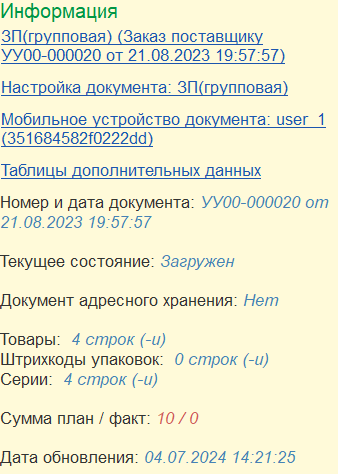 Информация
ЗП(групповая) (Заказ поставщику
УУ00-000020 от 21.08.2023 19:57:57)
Настройка документа: ЗП(групповая)
Мобильное устройство документа: user_1
(351684582f0222dd)
Таблицы дополнительных данных
Номер и дата документа: УУ00-000020 от
21.08.2023 19:57:57
Текущее состояние: Загружен
Документ адресного хранения: Нет
Товары: 4 строк (-и)
Штрихкоды упаковок: 0 строк (-и)
Серии: 4 строк (-и)
Сумма план / факт: 10 / 0
Дата обновления: 04.07.2024 14:21:25